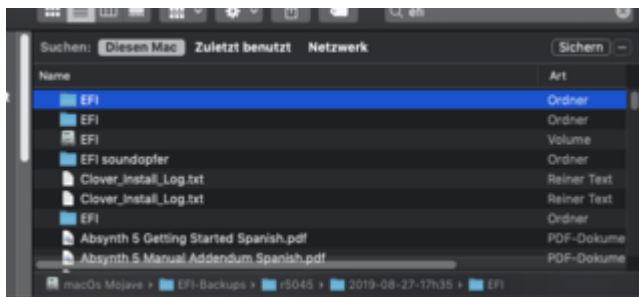 efi
Suchen: Diesen Mac Zuletzt benutzt Netzwerk Sichern
Name Art
EFI Ordner
EFI Ordner
EFI Volume
EFI soundopfer Ordner
Clover_Install_Log.txt Reiner Text
Clover_Install_Log.txt Reiner Text
EFI Ordner
Absynth 5 Getting Started Spanish.pdf PDF-Dokume
Absynth 5 Manual Addendum Spanish.pdf PDF-Dokume
macOs Mojave › EFI-Backups › r5045 › 2019-08-27-17h35 › EFI